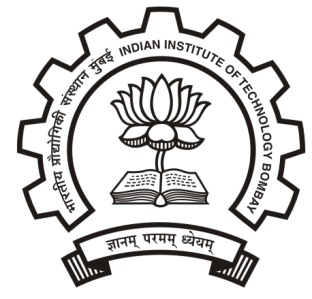 भारतीय प्रौद्योगिकी संस्थान मुंबई
INDIAN INSTITUTE OF TECHNOLOGY BOMBAY
ज्ञानम् परमम् ध्येयम्